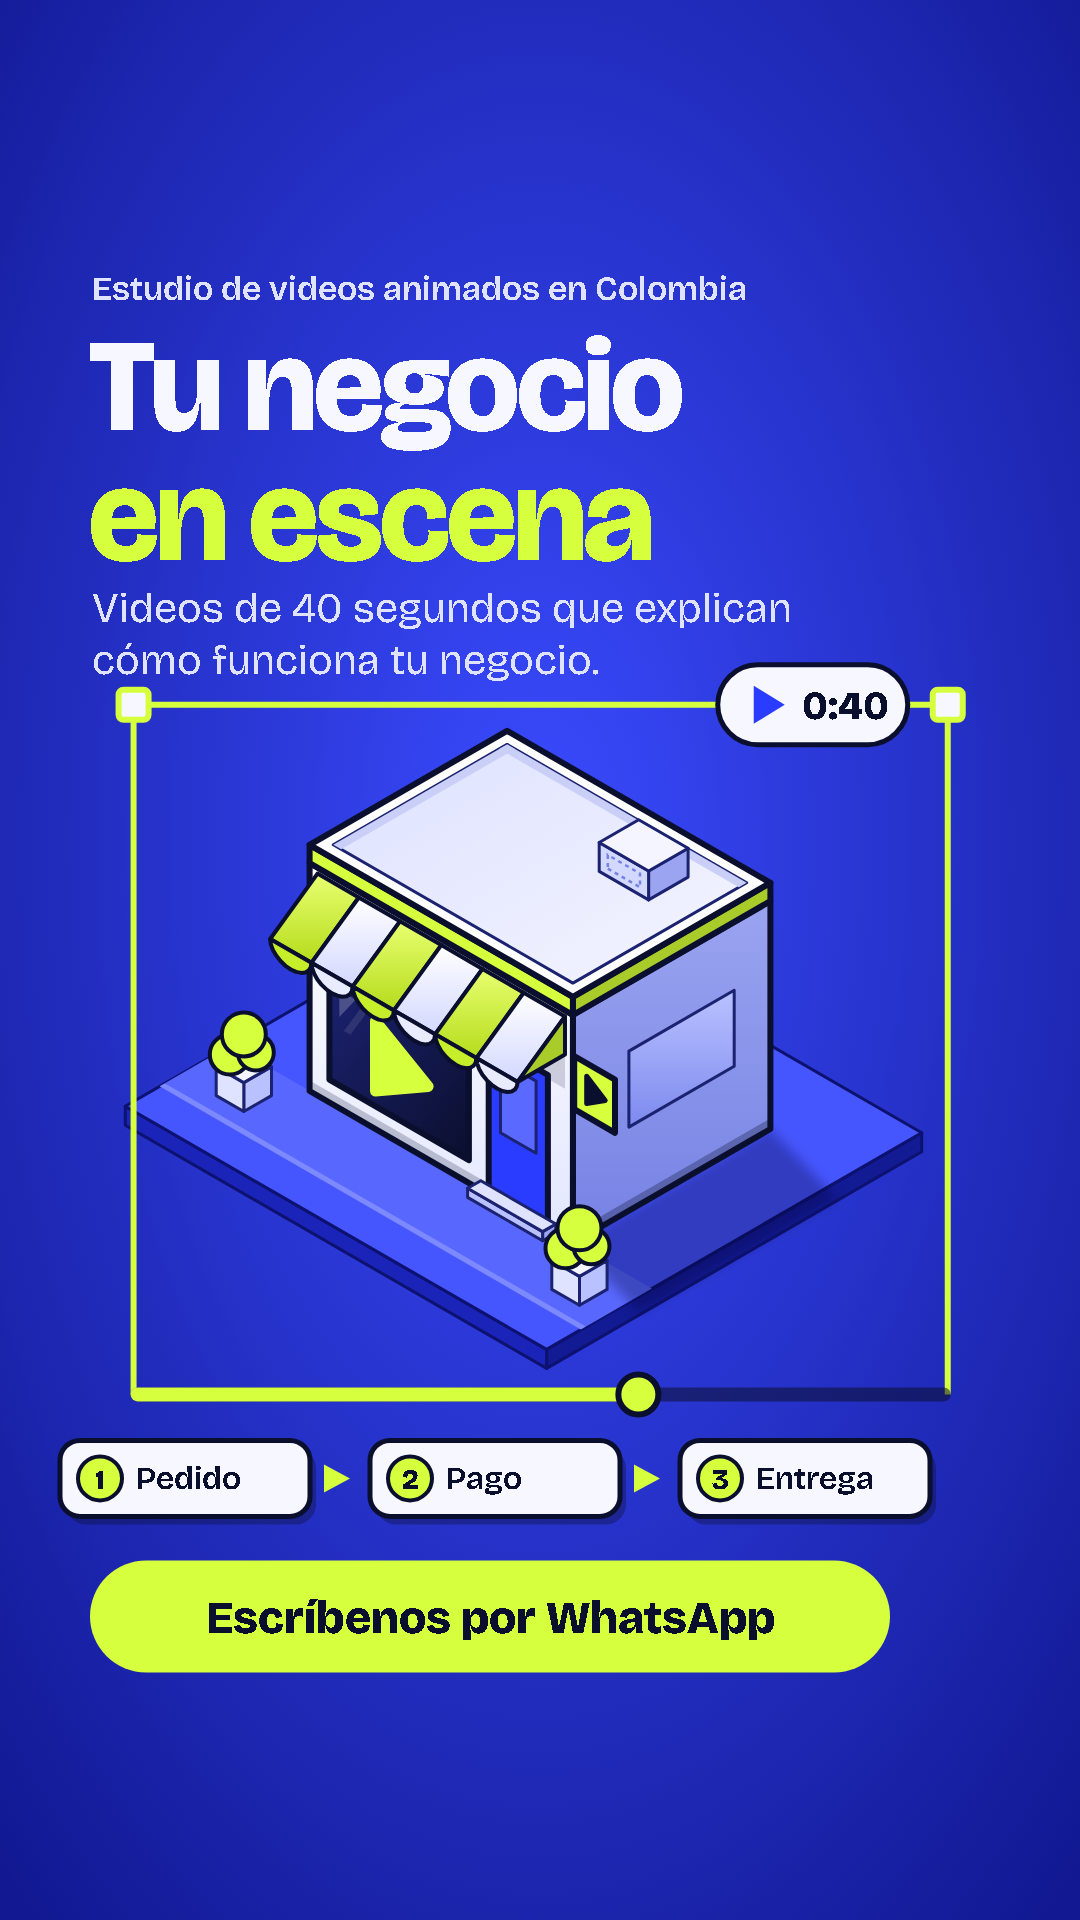 Estudio de videos animados en Colombia
Tu negocio
en escena
Videos de 40 segundos que explican
cómo funciona tu negocio.
0:40
1 Pedido
2 Pago
3 Entrega
Escríbenos por WhatsApp